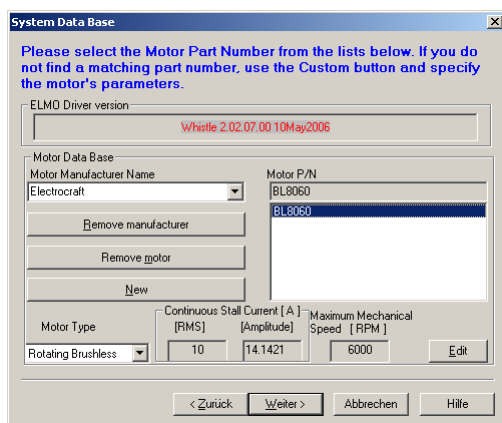 System Data Base
Please select the Motor Part Number from the lists below. If you do
not find a matching part number, use the Custom button and specify
the motor's parameters.
ELMO Driver version
Whistle 2.02.07.00 10May2006
Motor Data Base
Motor Manufacturer Name
Motor P/N
Electrocraft
BL8060
BL8060
Remove manufacturer
Remove motor
New
Motor Type
Continuous Stall Current [ A ]
[RMS] [Amplitude]
Maximum Mechanical
Speed [ RPM ]
Rotating Brushless
10
14.1421
6000
Edit
< Zurück
Weiter >
Abbrechen
Hilfe